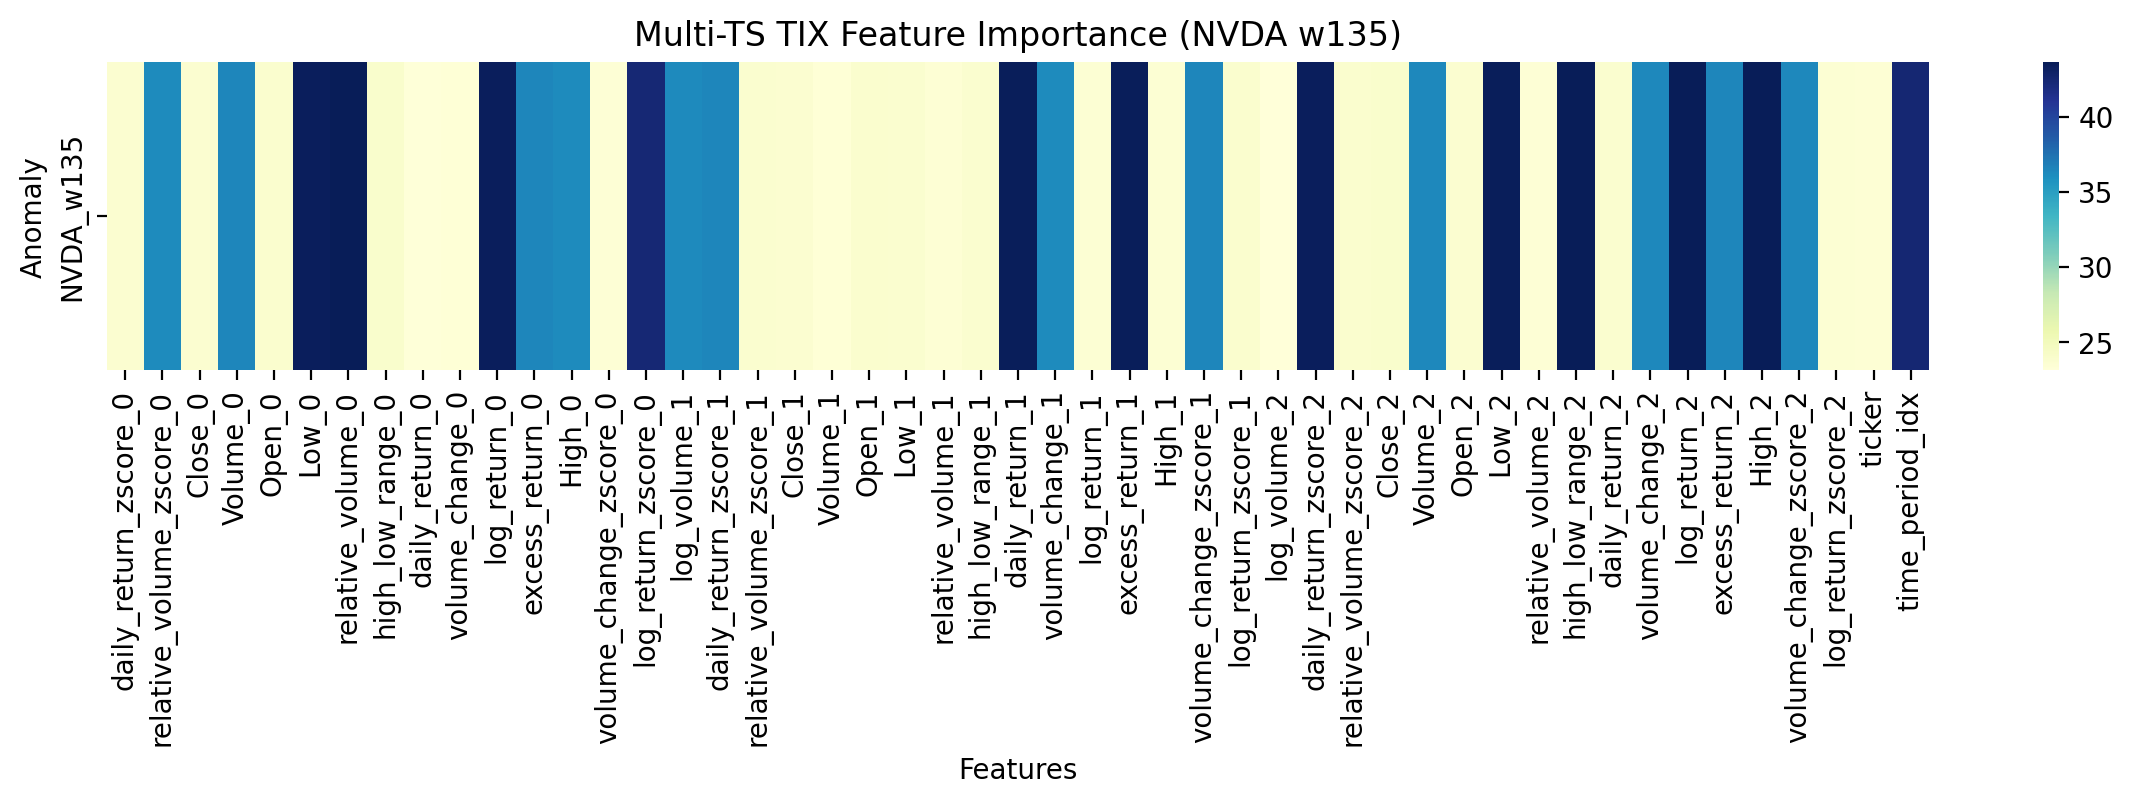 Multi-TS TIX Feature Importance (NVDA w135)
Anomaly
NVDA_w135
40
35
30
25
daily_return_zscore_0
relative_volume_zscore_0
Close_0
Volume_0
Open_0
Low_0
relative_volume_0
high_low_range_0
daily_return_0
volume_change_0
log_return_0
excess_return_0
High_0
volume_change_zscore_0
log_return_zscore_0
log_volume_1
daily_return_zscore_1
relative_volume_zscore_1
Close_1
Volume_1
Open_1
Low_1
relative_volume_1
high_low_range_1
daily_return_1
volume_change_1
log_return_1
excess_return_1
High_1
volume_change_zscore_1
log_return_zscore_1
log_volume_2
daily_return_zscore_2
relative_volume_zscore_2
Close_2
Volume_2
Open_2
Low_2
relative_volume_2
high_low_range_2
daily_return_2
volume_change_2
log_return_2
excess_return_2
High_2
volume_change_zscore_2
log_return_zscore_2
ticker
time_period_idx
Features